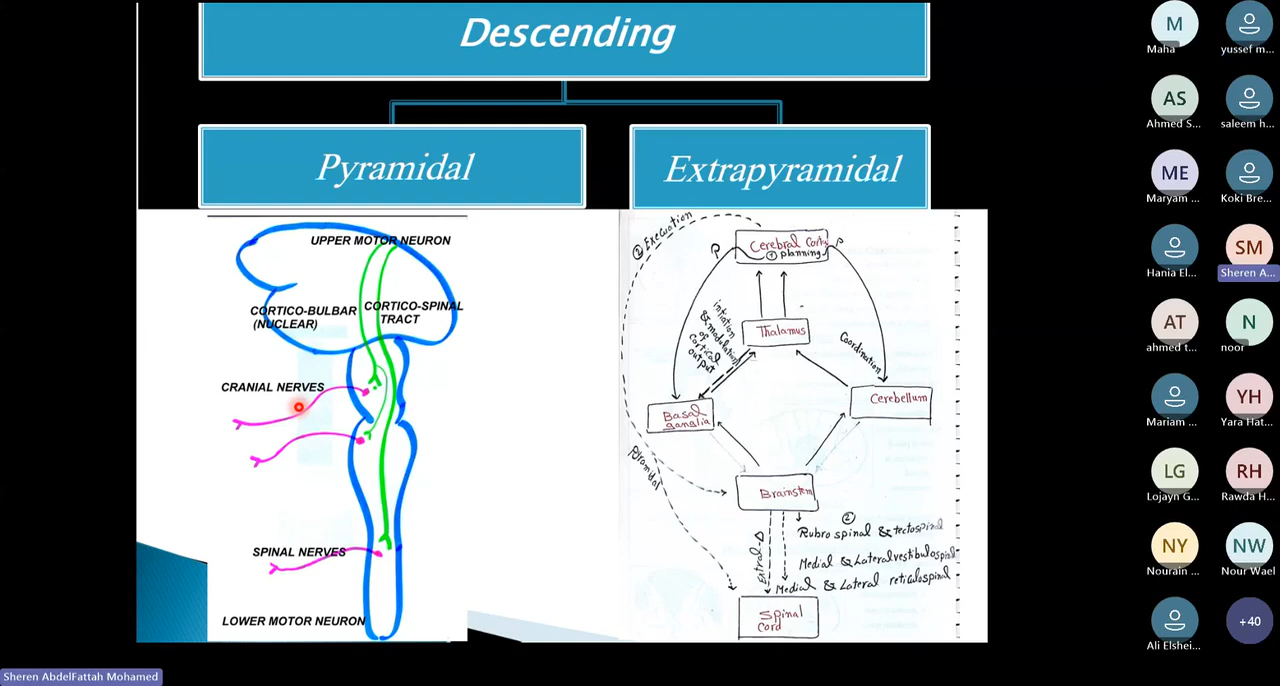 Descending
Pyramidal
Extrapyramidal
UPPER MOTOR NEURON
CORTICO-BULBAR
(NUCLEAR)
CORTICO-SPINAL
TRACT
CRANIAL NERVES
SPINAL NERVES
LOWER MOTOR NEURON
② Execuation
Cerebral Cortx
① planning
P
P
initiation
& modulation
of
cortical
output
Thalamus
Coordination
Basal
ganglia
Cerebellum
Pyramidal
Brainstem
②
Rubro spinal & tectospinal
Medial & Lateral vestibulospinal
Medial & Lateral reticulospinal
Extra-Δ
Spinal
Cord
M
Maha
yussef m...
AS
Ahmed S...
saleem h...
ME
Maryam ...
Koki Bre...
Hania El...
SM
Sheren A...
AT
ahmed t...
N
noor
Mariam ...
YH
Yara Hat...
LG
Lojayn G...
RH
Rawda H...
NY
Nourain ...
NW
Nour Wael
Ali Elshei...
+40
Sheren AbdelFattah Mohamed